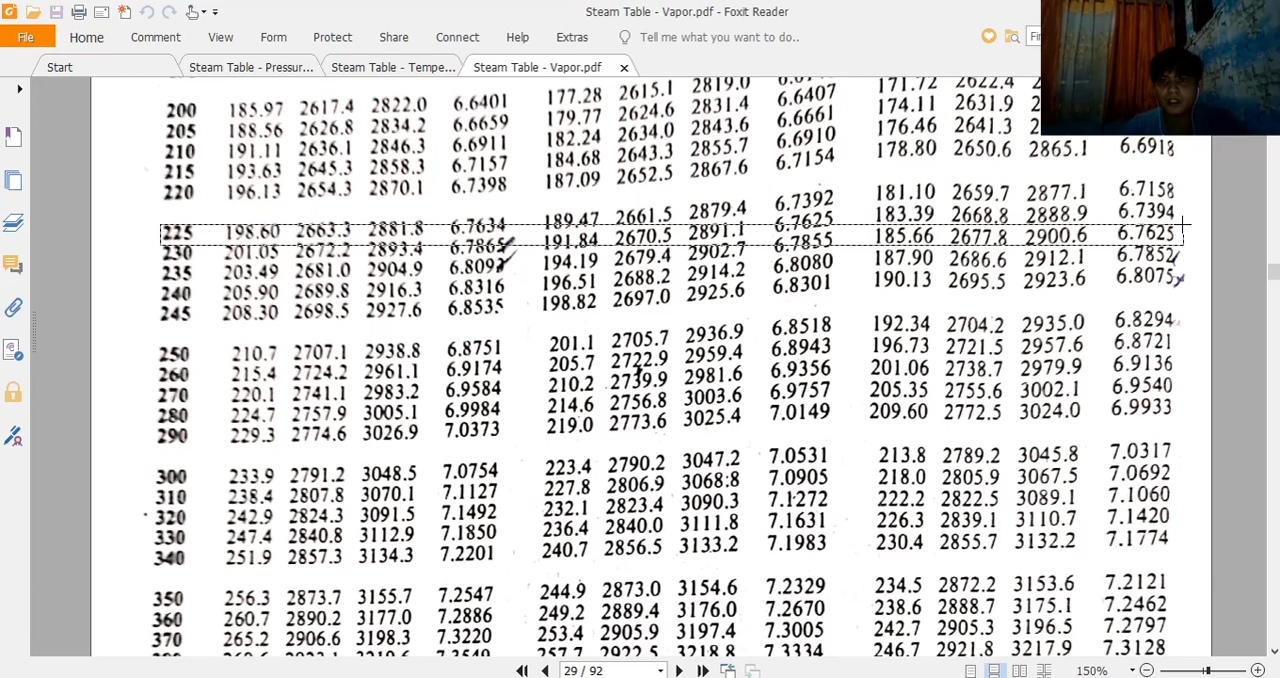 Steam Table - Vapor.pdf - Foxit Reader
File Home Comment View Form Protect Share Connect Help Extras Tell me what you want to do..
Start Steam Table - Pressur... Steam Table - Tempe... Steam Table - Vapor.pdf
200 185.97 2617.4 2822.0 6.6401 177.28 2615.1 2819.0
205 188.56 2626.8 2834.2 6.6659 179.77 2624.6 2831.4 6.6407 171.72 2622.4
210 191.11 2636.1 2846.3 6.6911 182.24 2634.0 2843.6 6.6661 174.11 2631.9
215 193.63 2645.3 2858.3 6.7157 184.68 2643.3 2855.7 6.6910 176.46 2641.3
220 196.13 2654.3 2870.1 6.7398 187.09 2652.5 2867.6 6.7154 178.80 2650.6 2865.1 6.6918
225 198.60 2663.3 2881.8 6.7634 189.47 2661.5 2879.4 6.7392 181.10 2659.7 2877.1 6.7158
230 201.05 2672.2 2893.4 6.7865 191.84 2670.5 2891.1 6.7625 183.39 2668.8 2888.9 6.7394
235 203.49 2681.0 2904.9 6.8093 194.19 2679.4 2902.7 6.7855 185.66 2677.8 2900.6 6.7625
240 205.90 2689.8 2916.3 6.8316 196.51 2688.2 2914.2 6.8080 187.90 2686.6 2912.1 6.7852
245 208.30 2698.5 2927.6 6.8535 198.82 2697.0 2925.6 6.8301 190.13 2695.5 2923.6 6.8075
250 210.7 2707.1 2938.8 6.8751 201.1 2705.7 2936.9 6.8518 192.34 2704.2 2935.0 6.8294
260 215.4 2724.2 2961.1 6.9174 205.7 2722.9 2959.4 6.8943 196.73 2721.5 2957.6 6.8721
270 220.1 2741.1 2983.2 6.9584 210.2 2739.9 2981.6 6.9356 201.06 2738.7 2979.9 6.9136
280 224.7 2757.9 3005.1 6.9984 214.6 2756.8 3003.6 6.9757 205.35 2755.6 3002.1 6.9540
290 229.3 2774.6 3026.9 7.0373 219.0 2773.6 3025.4 7.0149 209.60 2772.5 3024.0 6.9933
300 233.9 2791.2 3048.5 7.0754 223.4 2790.2 3047.2 7.0531 213.8 2789.2 3045.8 7.0317
310 238.4 2807.8 3070.1 7.1127 227.8 2806.9 3068.8 7.0905 218.0 2805.9 3067.5 7.0692
320 242.9 2824.3 3091.5 7.1492 232.1 2823.4 3090.3 7.1272 222.2 2822.5 3089.1 7.1060
330 247.4 2840.8 3112.9 7.1850 236.4 2840.0 3111.8 7.1631 226.3 2839.1 3110.7 7.1420
340 251.9 2857.3 3134.3 7.2201 240.7 2856.5 3133.2 7.1983 230.4 2855.7 3132.2 7.1774
350 256.3 2873.7 3155.7 7.2547 244.9 2873.0 3154.6 7.2329 234.5 2872.2 3153.6 7.2121
360 260.7 2890.2 3177.0 7.2886 249.2 2889.4 3176.0 7.2670 238.6 2888.7 3175.1 7.2462
370 265.2 2906.6 3198.3 7.3220 253.4 2905.9 3197.4 7.3005 242.7 2905.3 3196.5 7.2797
257.7 2922.5 3218.8 7.3334 246.7 2921.8 3217.9 7.3128
29 / 92 150%